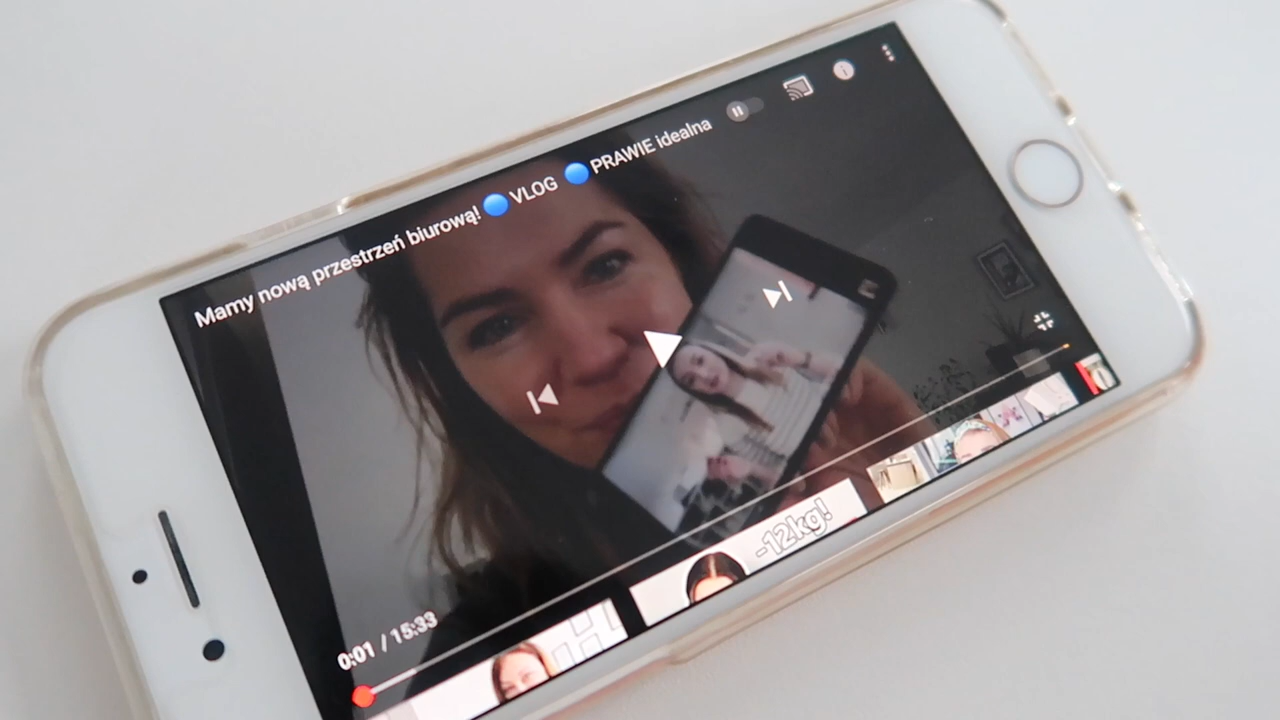 Mamy nową przestrzeń biurową! 🔵 VLOG 🔵 PRAWIE idealna
0:01 / 15:33
-12kg!